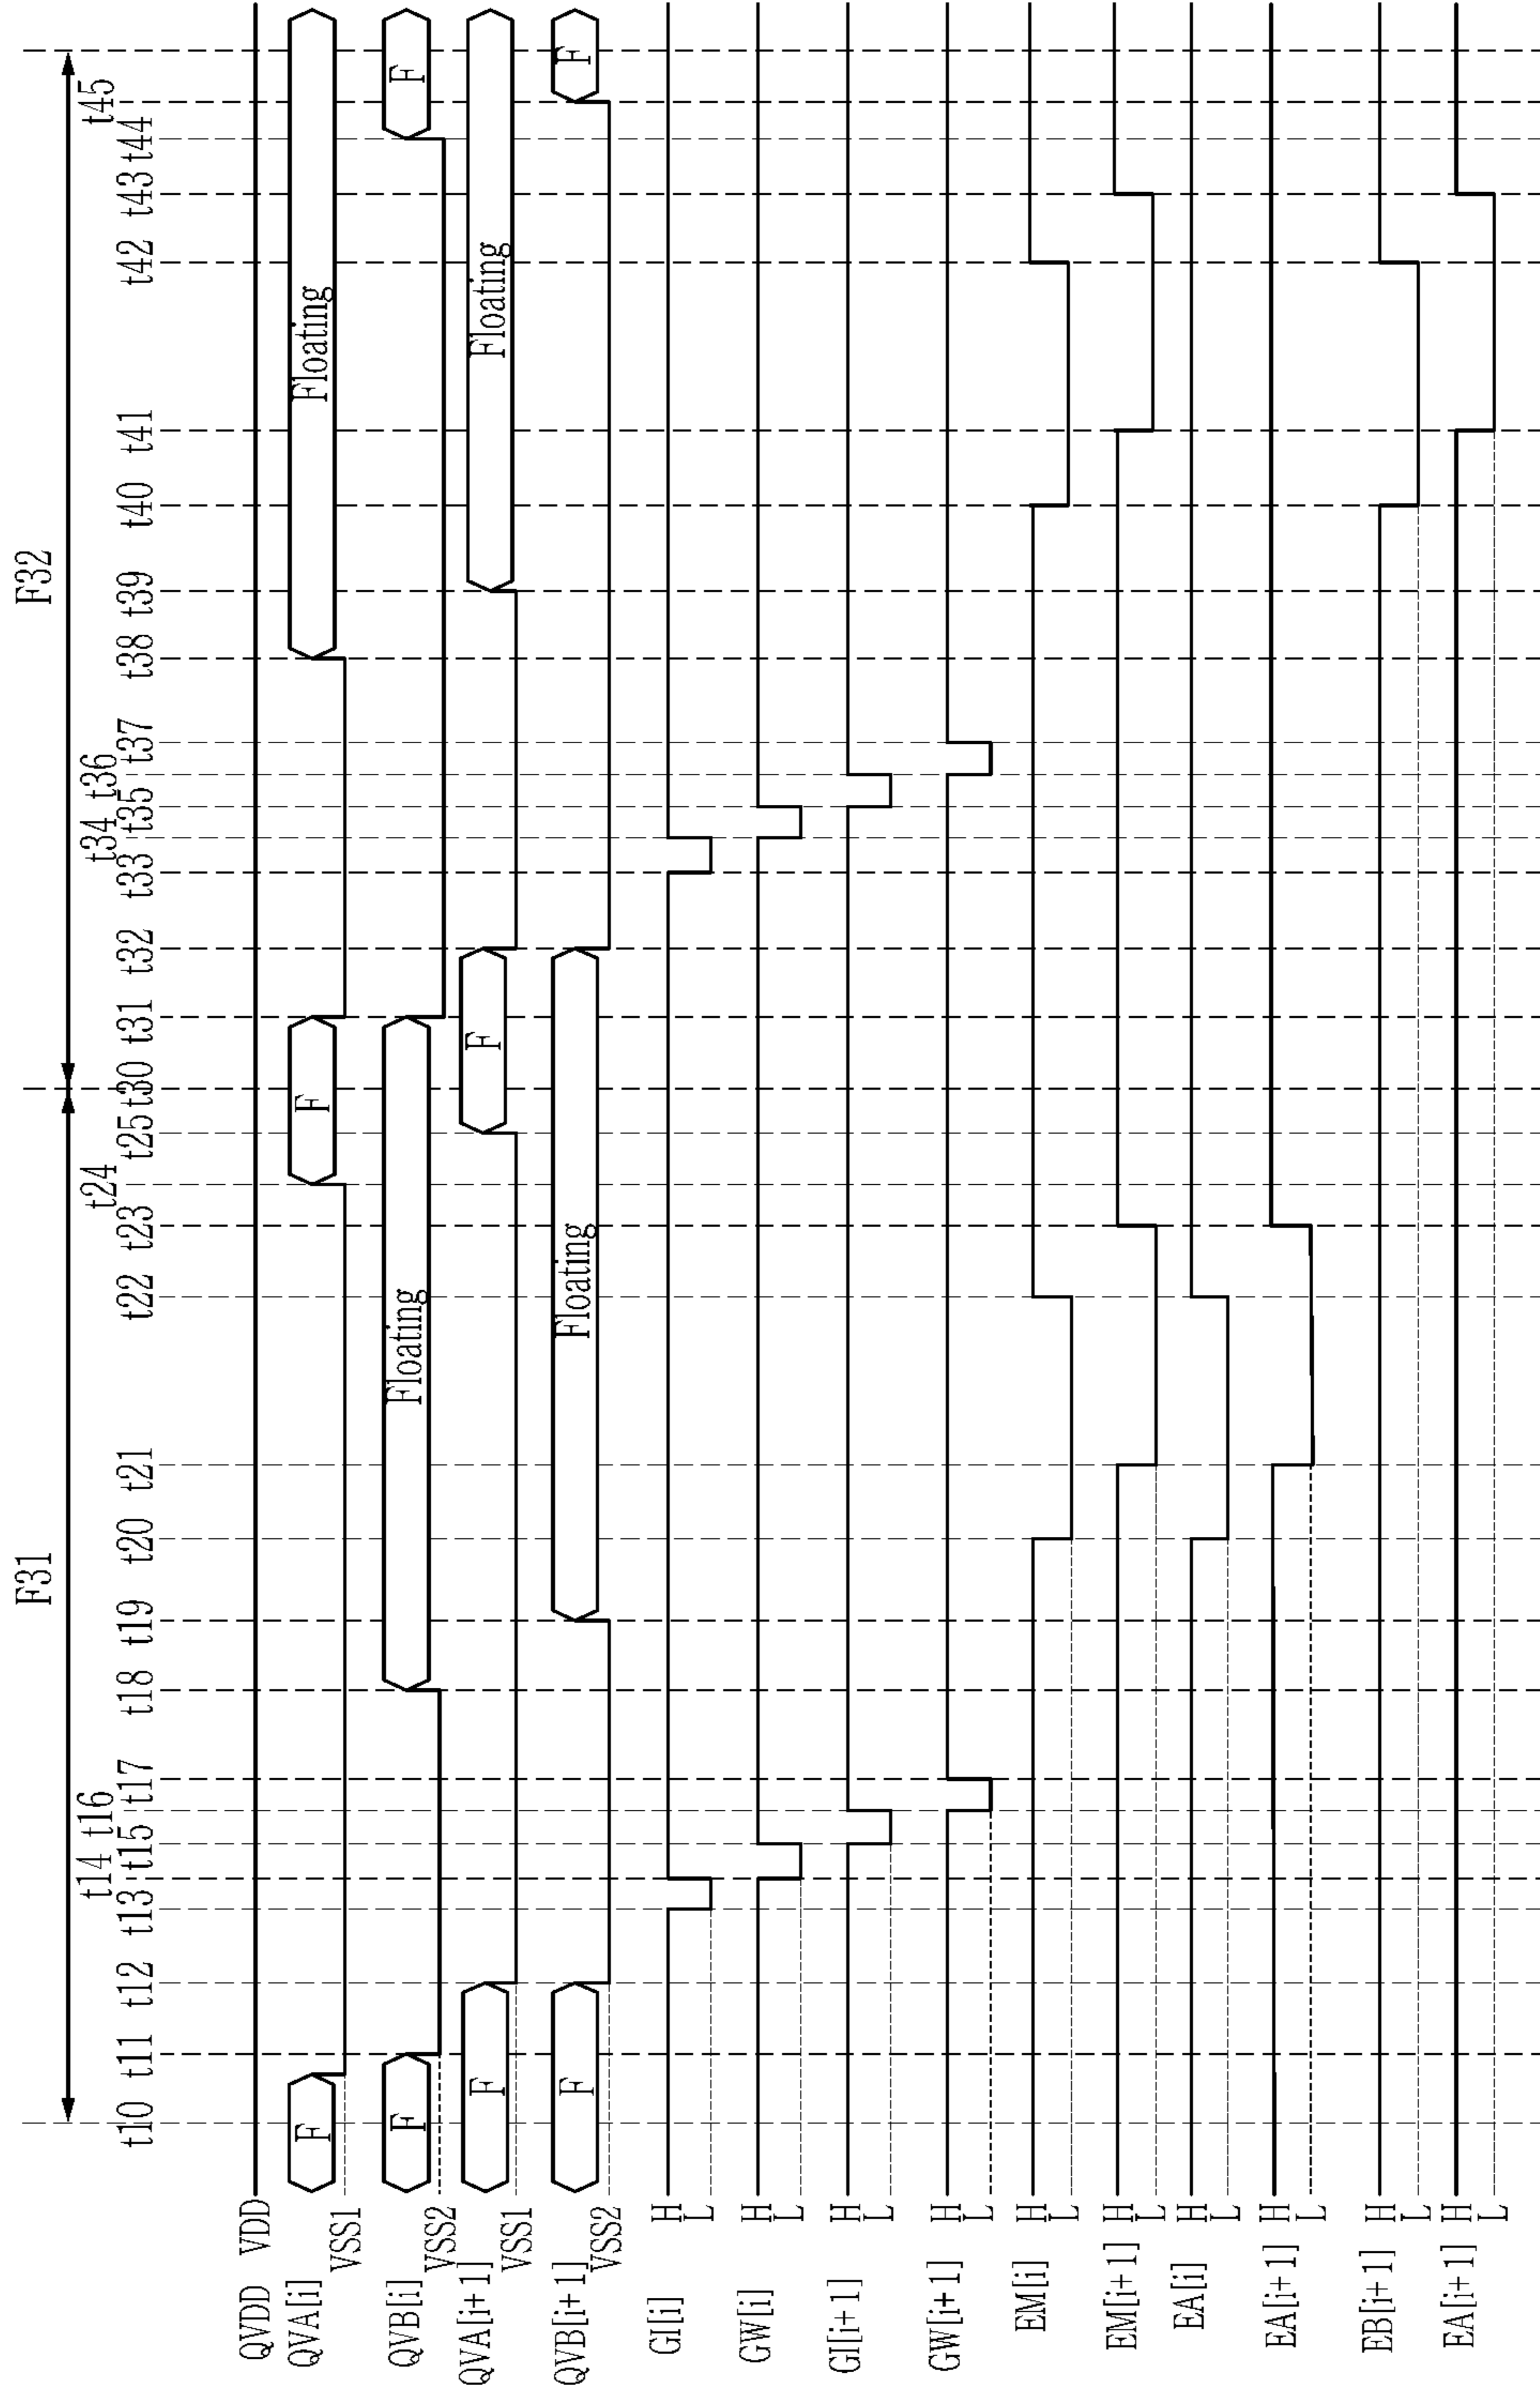 F31
F32
t10
t11
t12
t13
t14
t15
t16
t17
t18
t19
t20
t21
t22
t23
t24
t25
t30
t31
t32
t33
t34
t35
t36
t37
t38
t39
t40
t41
t42
t43
t44
t45
QVDD VDD
QVA[i] F F Floating
VSS1
QVB[i] F Floating F
VSS2
QVA[i+1] F F Floating
VSS1
QVB[i+1] F Floating F
VSS2
GI[i] H
L
GW[i] H
L
GI[i+1] H
L
GW[i+1] H
L
EM[i] H
L
EM[i+1] H
L
EA[i] H
L
EA[i+1] H
L
EB[i+1] H
L
EA[i+1] H
L